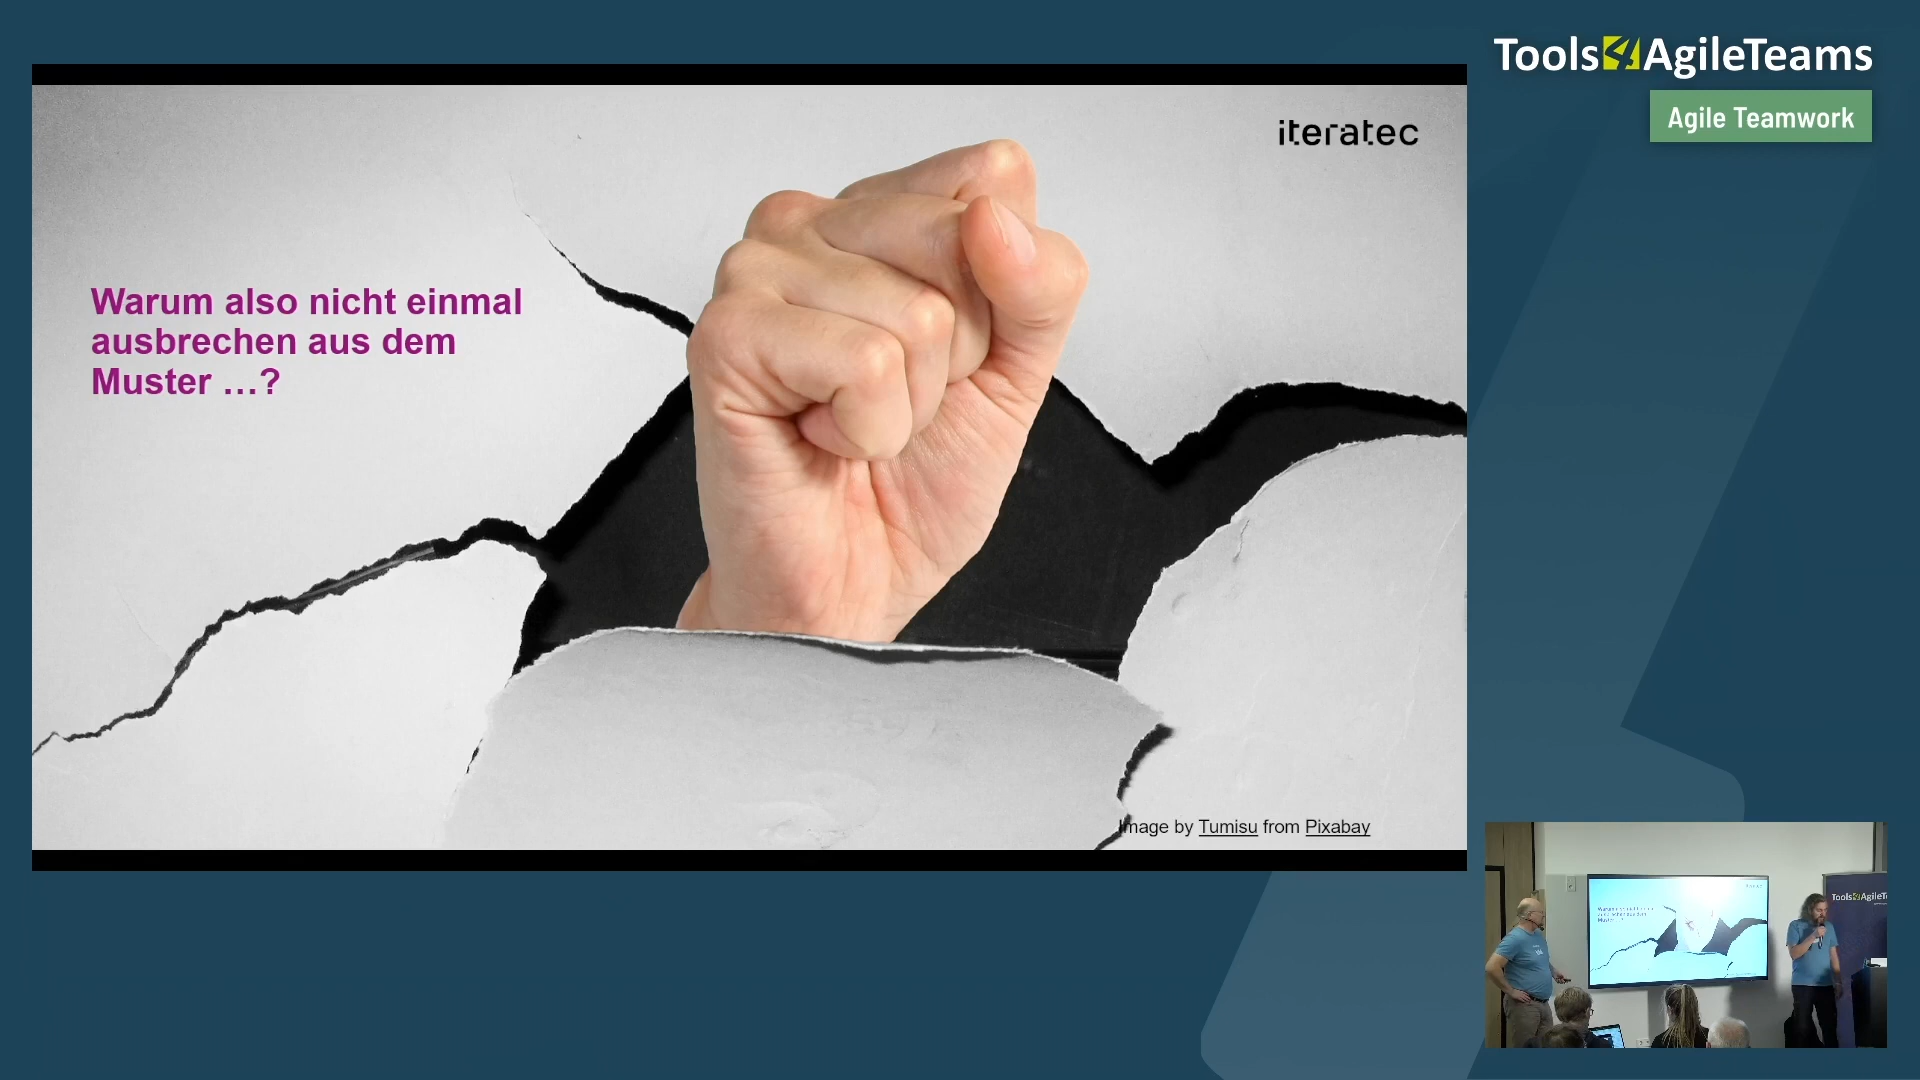 Tools4AgileTeams
Agile Teamwork
iteratec
Warum also nicht einmal
ausbrechen aus dem
Muster …?
Image by Tumisu from Pixabay